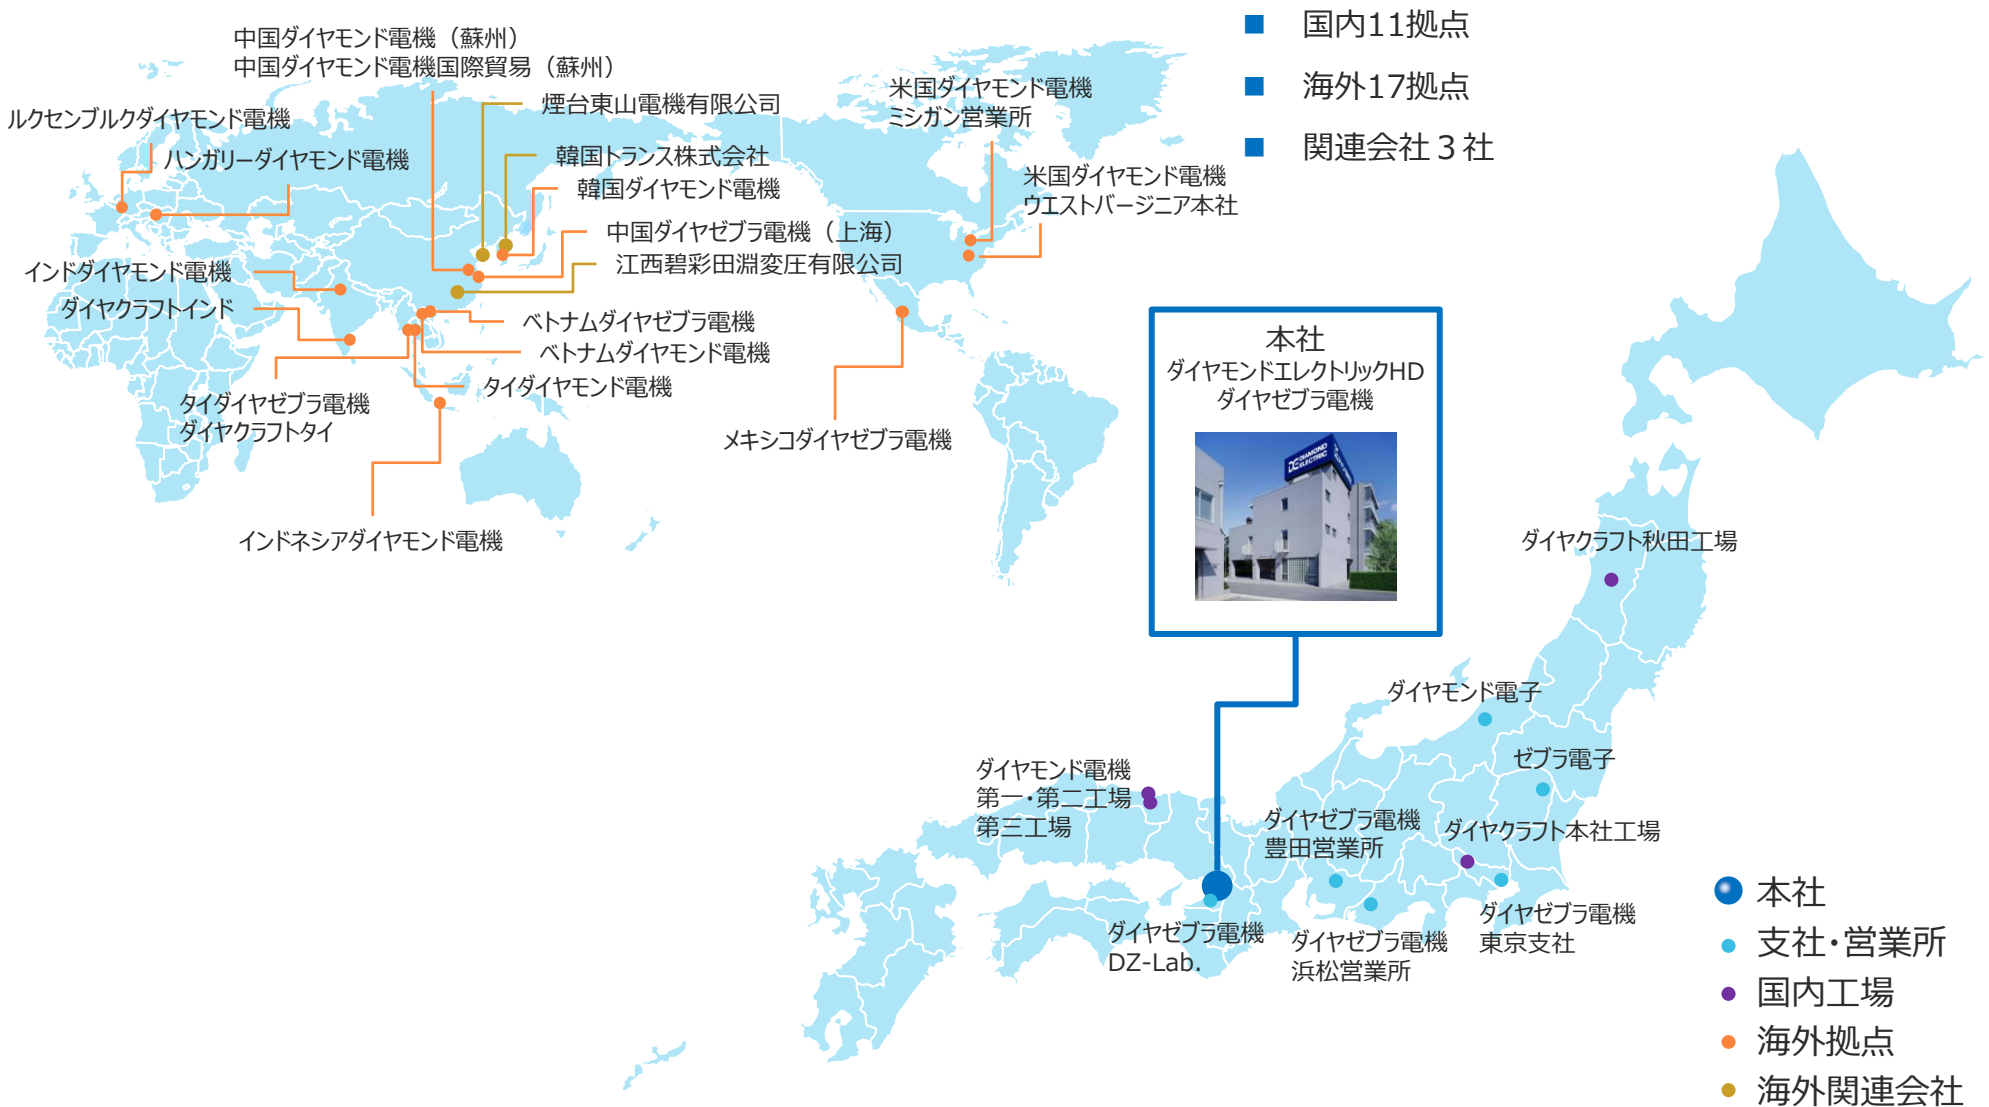 国内11拠点
海外17拠点
関連会社３社
中国ダイヤモンド電機（蘇州）
中国ダイヤモンド電機国際貿易（蘇州）
煙台東山電機有限公司
ルクセンブルクダイヤモンド電機
ハンガリーダイヤモンド電機
韓国トランス株式会社
韓国ダイヤモンド電機
中国ダイヤゼブラ電機（上海）
江西碧彩田淵変圧有限公司
インドダイヤモンド電機
ダイヤクラフトインド
ベトナムダイヤゼブラ電機
ベトナムダイヤモンド電機
タイダイヤモンド電機
タイダイヤゼブラ電機
ダイヤクラフトタイ
インドネシアダイヤモンド電機
米国ダイヤモンド電機
ミシガン営業所
米国ダイヤモンド電機
ウエストバージニア本社
メキシコダイヤゼブラ電機
本社
ダイヤモンドエレクトリックHD
ダイヤゼブラ電機
DIAMOND
ELECTRIC
ダイヤクラフト秋田工場
ダイヤモンド電子
ゼブラ電子
ダイヤモンド電機
第一・第二工場
第三工場
ダイヤゼブラ電機
豊田営業所
ダイヤクラフト本社工場
ダイヤゼブラ電機
DZ-Lab.
ダイヤゼブラ電機
浜松営業所
ダイヤゼブラ電機
東京支社
本社
支社・営業所
国内工場
海外拠点
海外関連会社